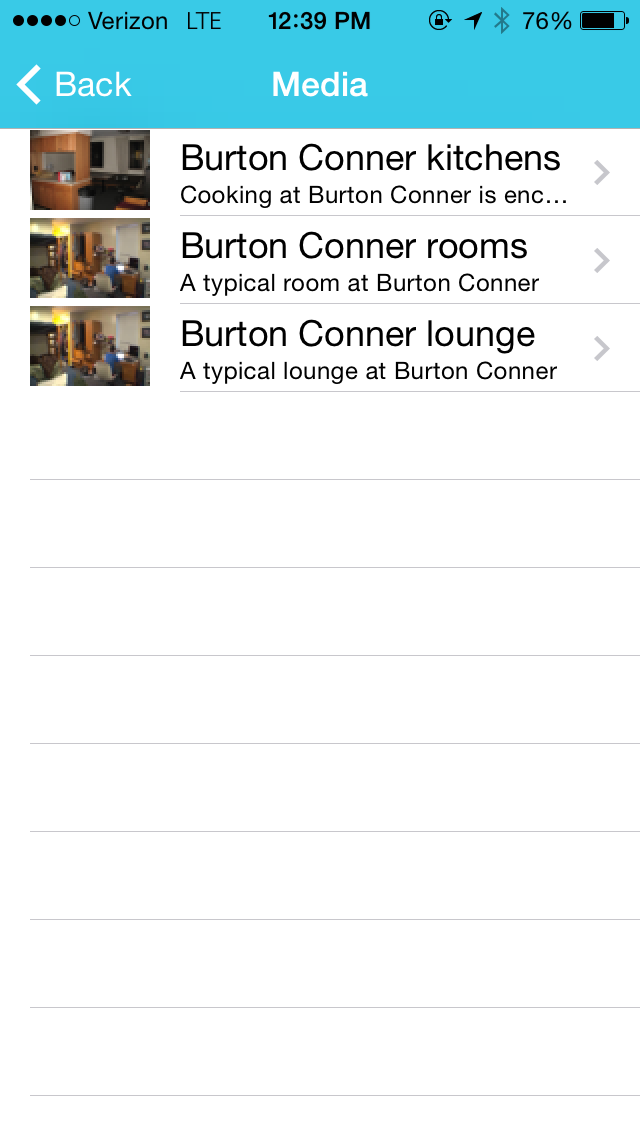 Verizon LTE 12:39 PM 76%
Back Media
Burton Conner kitchens
Cooking at Burton Conner is enc...
Burton Conner rooms
A typical room at Burton Conner
Burton Conner lounge
A typical lounge at Burton Conner